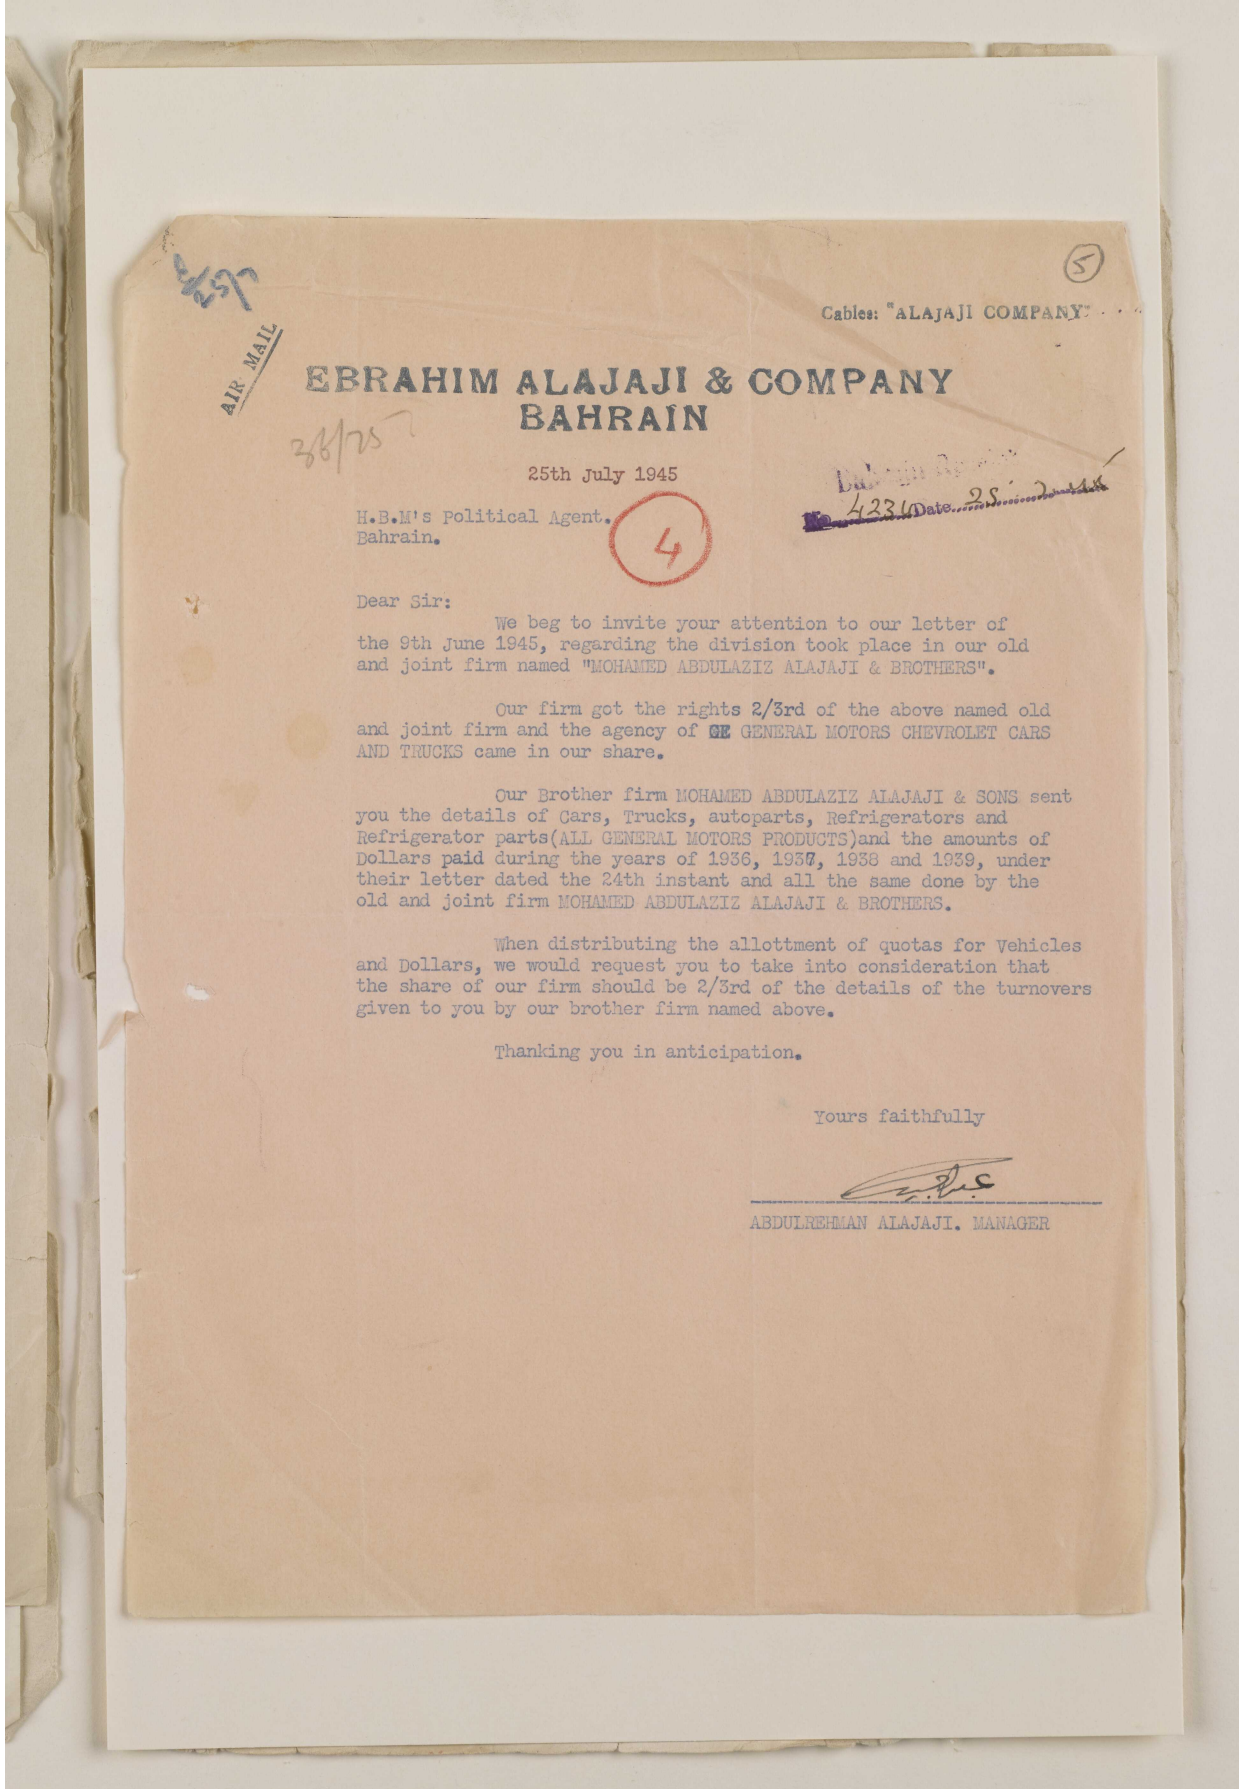 5
25/7
Cables: "ALAJAJI COMPANY"
AIR MAIL
EBRAHIM ALAJAJI & COMPANY
BAHRAIN
36/75
25th July 1945
Bahrain
No. 4234 Date 25.7.45
H.B.M's Political Agent.
Bahrain.
4
Dear Sir:
We beg to invite your attention to our letter of
the 9th June 1945, regarding the division took place in our old
and joint firm named "MOHAMED ABDULAZIZ ALAJAJI & BROTHERS".
Our firm got the rights 2/3rd of the above named old
and joint firm and the agency of GE GENERAL MOTORS CHEVROLET CARS
AND TRUCKS came in our share.
Our Brother firm MOHAMED ABDULAZIZ ALAJAJI & SONS sent
you the details of Cars, Trucks, autoparts, Refrigerators and
Refrigerator parts(ALL GENERAL MOTORS PRODUCTS)and the amounts of
Dollars paid during the years of 1936, 1937, 1938 and 1939, under
their letter dated the 24th instant and all the same done by the
old and joint firm MOHAMED ABDULAZIZ ALAJAJI & BROTHERS.
When distributing the allottment of quotas for Vehicles
and Dollars, we would request you to take into consideration that
the share of our firm should be 2/3rd of the details of the turnovers
given to you by our brother firm named above.
Thanking you in anticipation.
Yours faithfully
ABDULREHMAN ALAJAJI. MANAGER